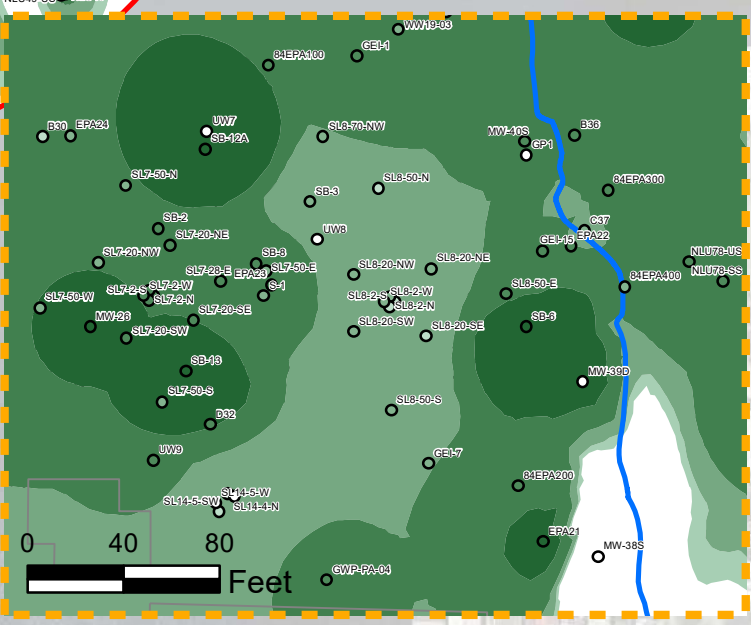 WW19-03
GEI-1
84EPA100
B30
EPA24
UW7
SB-12A
SL8-70-NW
MW-40S
GP1
B36
SL7-50-N
SB-3
SL8-50-N
84EPA300
SB-2
SL7-20-NE
UW8
C37
EPA22
GEI-15
SL7-20-NW
SB-8
SL7-50-E
SL7-28-E
EPA23
S-1
SL8-20-NW
SL8-20-NE
NLU78-US
NLU78-SS
84EPA400
SL8-50-E
SL7-50-W
SL7-2-S
SL7-2-W
SL7-2-N
SL8-2-S
SL8-2-W
SL8-2-N
MW-26
SL7-20-SW
SL7-20-SE
SL8-20-SW
SL8-20-SE
SB-6
SB-13
MW-39D
SL7-50-S
SL8-50-S
D32
UW9
GEI-7
84EPA200
SL14-5-W
SL14-5-SW
SL14-4-N
EPA21
MW-38S
GWP-PA-04
0 40 80
Feet